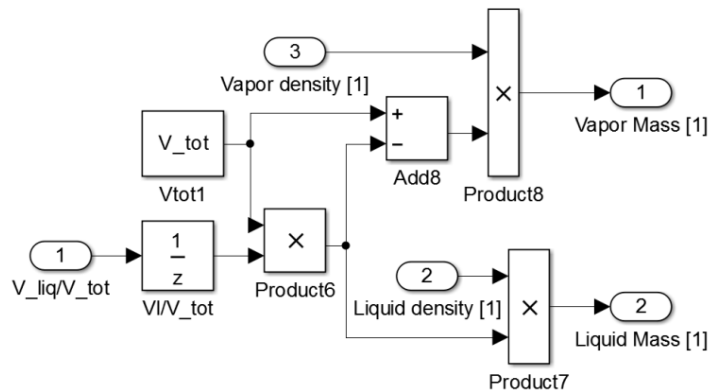 3
Vapor density [1]
V_tot
Vtot1
+
−
Add8
×
Product8
1
Vapor Mass [1]
1
V_liq/V_tot
1
z
Vl/V_tot
×
Product6
2
Liquid density [1]
×
Product7
2
Liquid Mass [1]